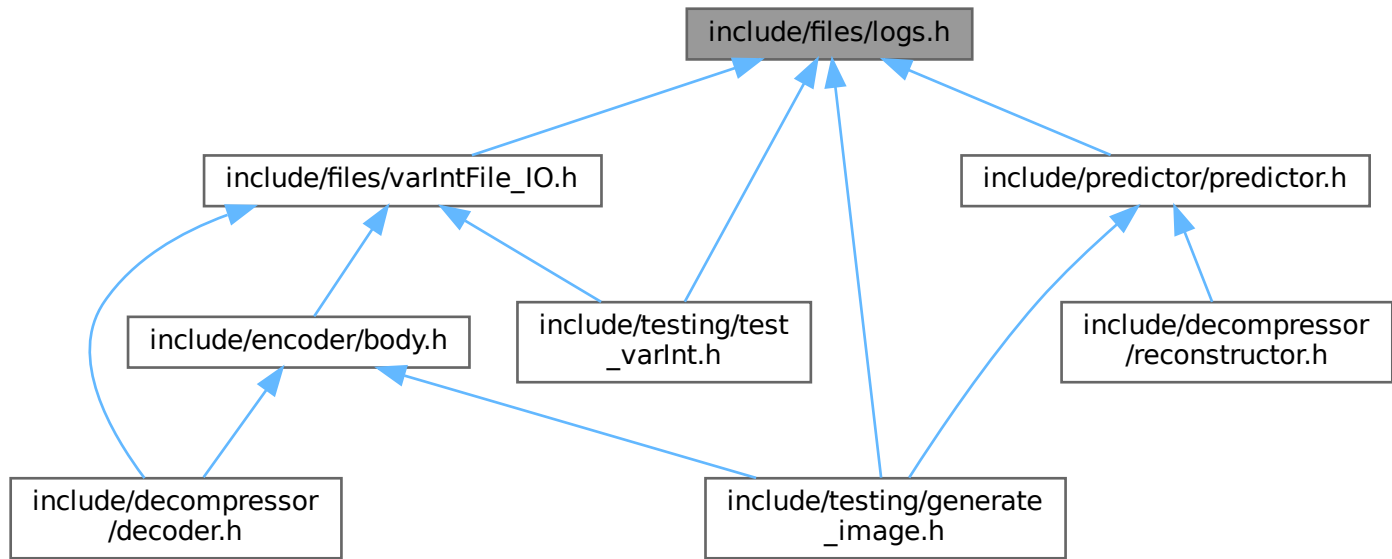 include/files/logs.h
include/files/varIntFile_IO.h
include/predictor/predictor.h
include/encoder/body.h
include/testing/test
_varInt.h
include/decompressor
/reconstructor.h
include/decompressor
/decoder.h
include/testing/generate
_image.h